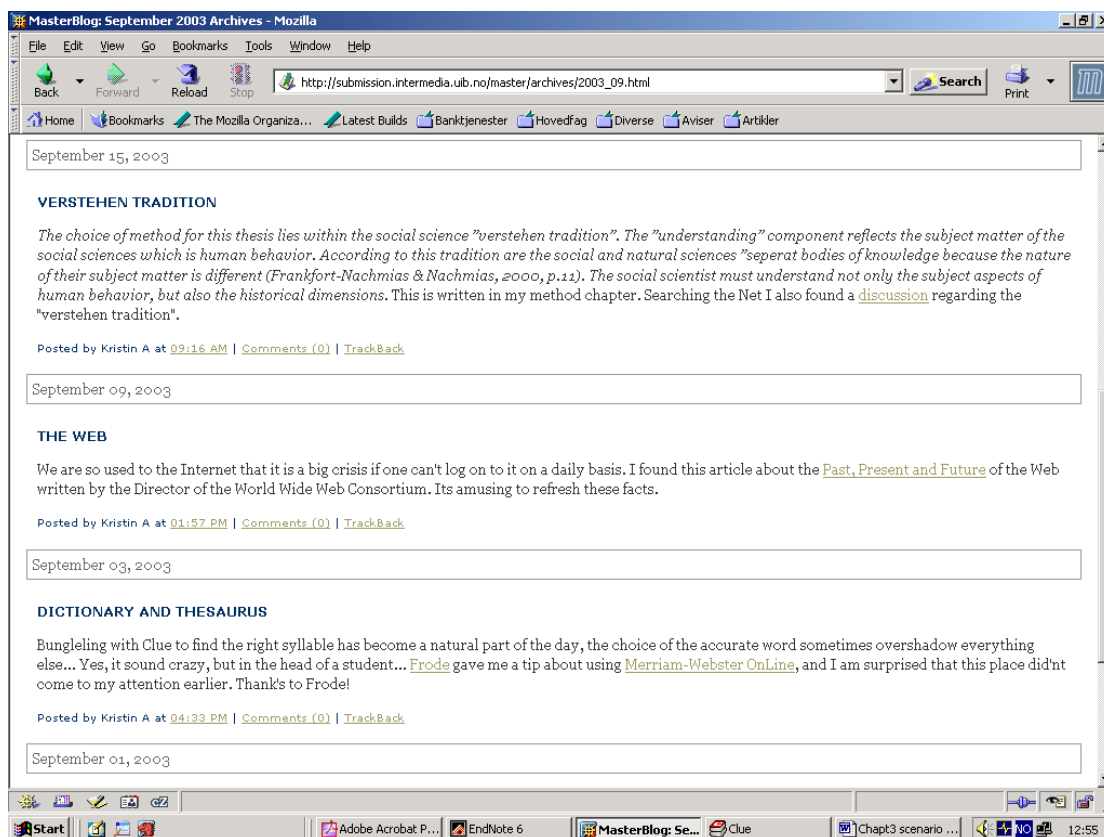 MasterBlog: September 2003 Archives - Mozilla
File Edit View Go Bookmarks Tools Window Help
Back Forward Reload Stop http://submission.intermedia.uib.no/master/archives/2003_09.html Search Print
Home Bookmarks The Mozilla Organiza... Latest Builds Banktjenester Hovedfag Diverse Aviser Artikler
September 15, 2003
VERSTEHEN TRADITION
The choice of method for this thesis lies within the social science "verstehen tradition". The "understanding" component reflects the subject matter of the
social sciences which is human behavior. According to this tradition are the social and natural sciences "seperat bodies of knowledge because the nature
of their subject matter is different (Frankfort-Nachmias & Nachmias, 2000, p.11). The social scientist must understand not only the subject aspects of
human behavior, but also the historical dimensions. This is written in my method chapter. Searching the Net I also found a discussion regarding the
"verstehen tradition".
Posted by Kristin A at 09:16 AM | Comments (0) | TrackBack
September 09, 2003
THE WEB
We are so used to the Internet that it is a big crisis if one can't log on to it on a daily basis. I found this article about the Past, Present and Future of the Web
written by the Director of the World Wide Web Consortium. Its amusing to refresh these facts.
Posted by Kristin A at 01:57 PM | Comments (0) | TrackBack
September 03, 2003
DICTIONARY AND THESAURUS
Bungleling with Clue to find the right syllable has become a natural part of the day, the choice of the accurate word sometimes overshadow everything
else... Yes, it sound crazy, but in the head of a student... Frode gave me a tip about using Merriam-Webster OnLine, and I am surprised that this place did'nt
come to my attention earlier. Thank's to Frode!
Posted by Kristin A at 04:33 PM | Comments (0) | TrackBack
September 01, 2003
Start Adobe Acrobat P... EndNote 6 MasterBlog: Se... Clue Chapt3 scenario ... NO 12:55